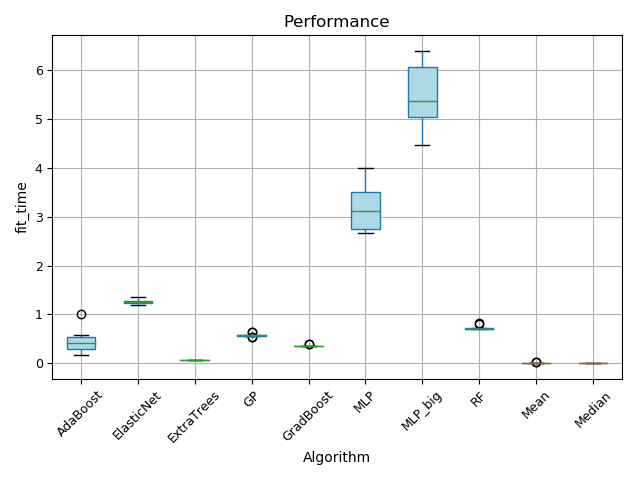 Performance
fit_time
6
5
4
3
2
1
0
AdaBoost
ElasticNet
ExtraTrees
GP
GradBoost
MLP
MLP_big
RF
Mean
Median
Algorithm